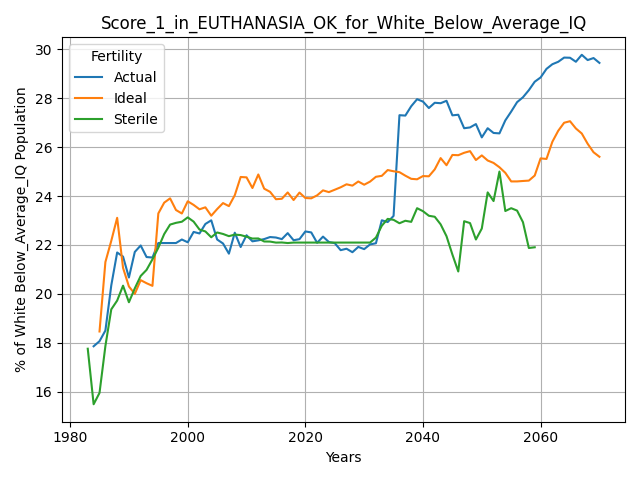 Score_1_in_EUTHANASIA_OK_for_White_Below_Average_IQ
% of White Below_Average_IQ Population
30
28
26
24
22
20
18
16
Fertility
Actual
Ideal
Sterile
1980
2000
2020
2040
2060
Years